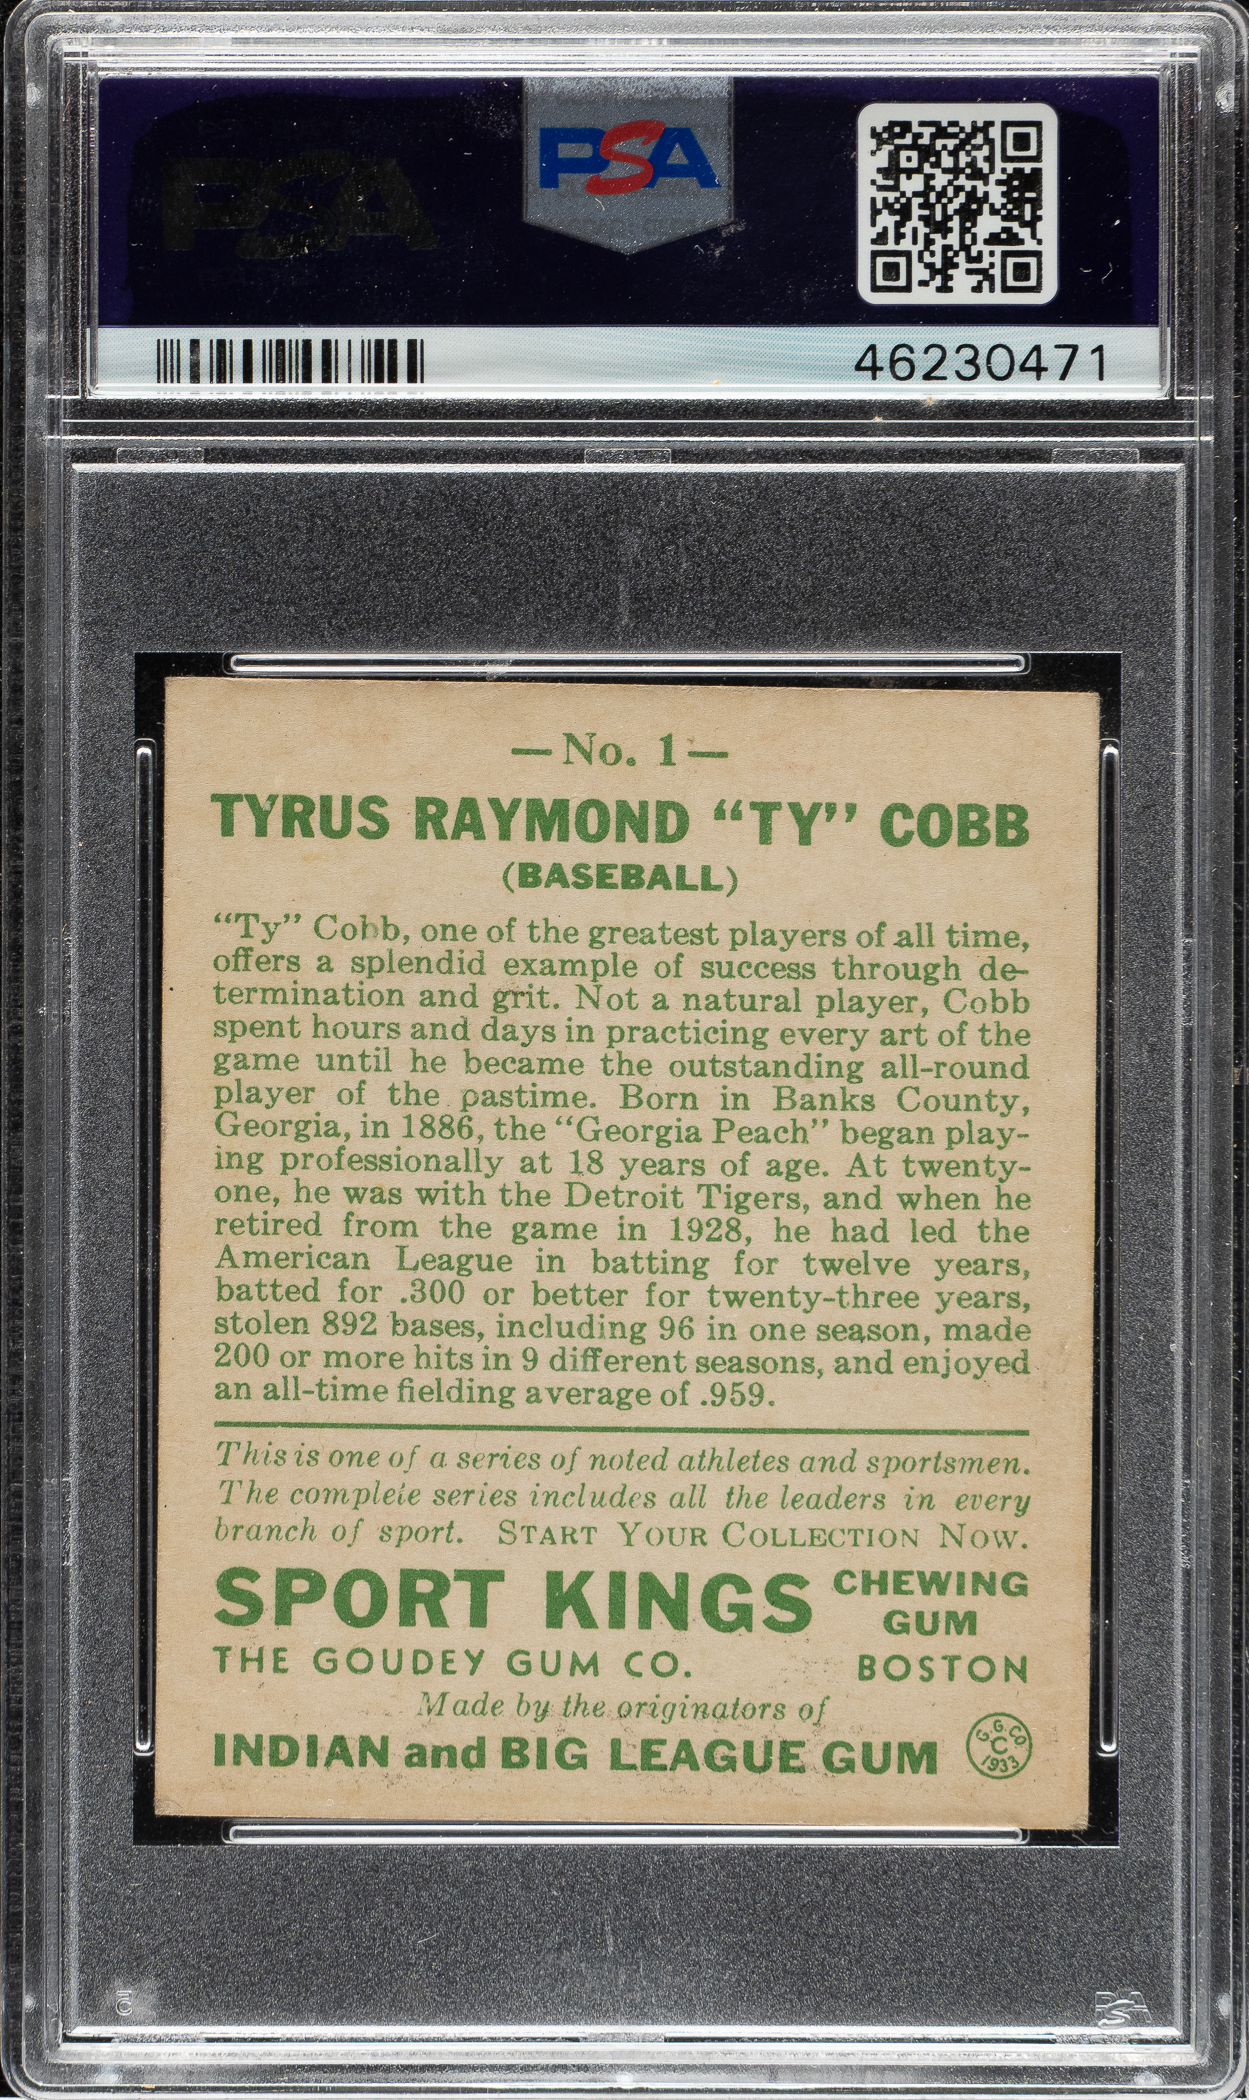 PSA
PSA
46230471
—No. 1—
TYRUS RAYMOND “TY” COBB
(BASEBALL)
“Ty” Cobb, one of the greatest players of all time,
offers a splendid example of success through de-
termination and grit. Not a natural player, Cobb
spent hours and days in practicing every art of the
game until he became the outstanding all-round
player of the pastime. Born in Banks County,
Georgia, in 1886, the “Georgia Peach” began play-
ing professionally at 18 years of age. At twenty-
one, he was with the Detroit Tigers, and when he
retired from the game in 1928, he had led the
American League in batting for twelve years,
batted for .300 or better for twenty-three years,
stolen 892 bases, including 96 in one season, made
200 or more hits in 9 different seasons, and enjoyed
an all-time fielding average of .959.
This is one of a series of noted athletes and sportsmen.
The complete series includes all the leaders in every
branch of sport. START YOUR COLLECTION NOW.
SPORT KINGS CHEWING GUM
THE GOUDEY GUM CO. BOSTON
Made by the originators of
INDIAN and BIG LEAGUE GUM
G.G.CO
C
1933
PSA